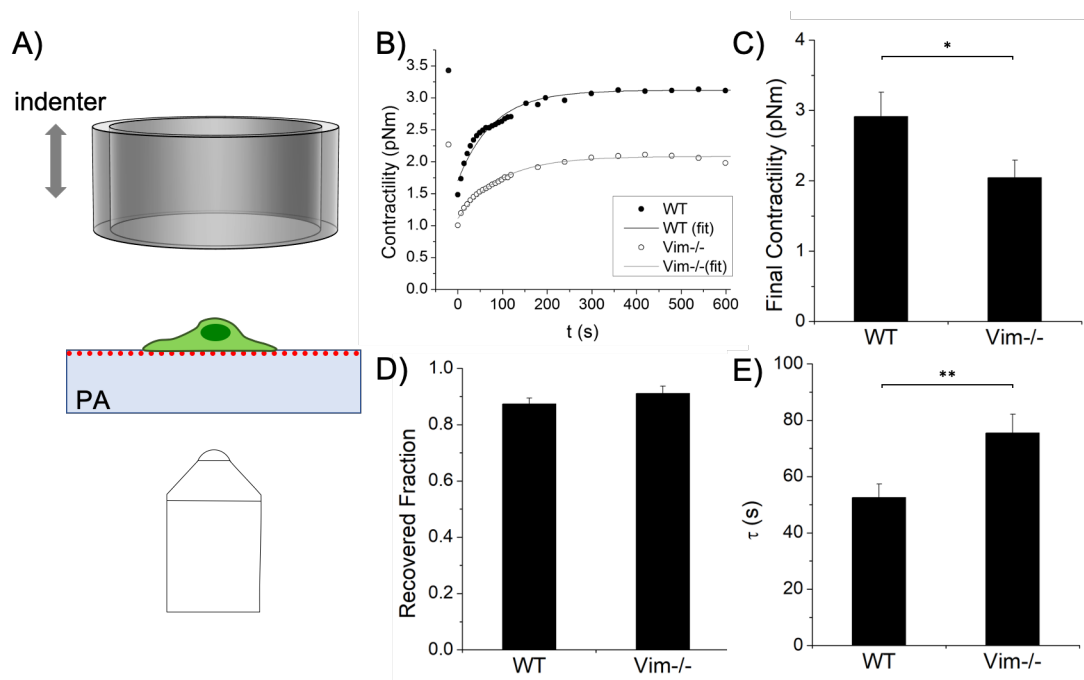 A)
indenter
PA
B)
Contractility (pNm)
3.5
3.0
2.5
2.0
1.5
1.0
0.5
0.0
WT
WT (fit)
Vim-/-
Vim-/-(fit)
0 100 200 300 400 500 600
t (s)
C)
Final Contractility (pNm)
4
3
2
1
0
*
WT Vim-/-
D)
Recovered Fraction
1.0
0.8
0.6
0.4
0.2
0.0
WT Vim-/-
E)
τ (s)
100
80
60
40
20
0
**
WT Vim-/-